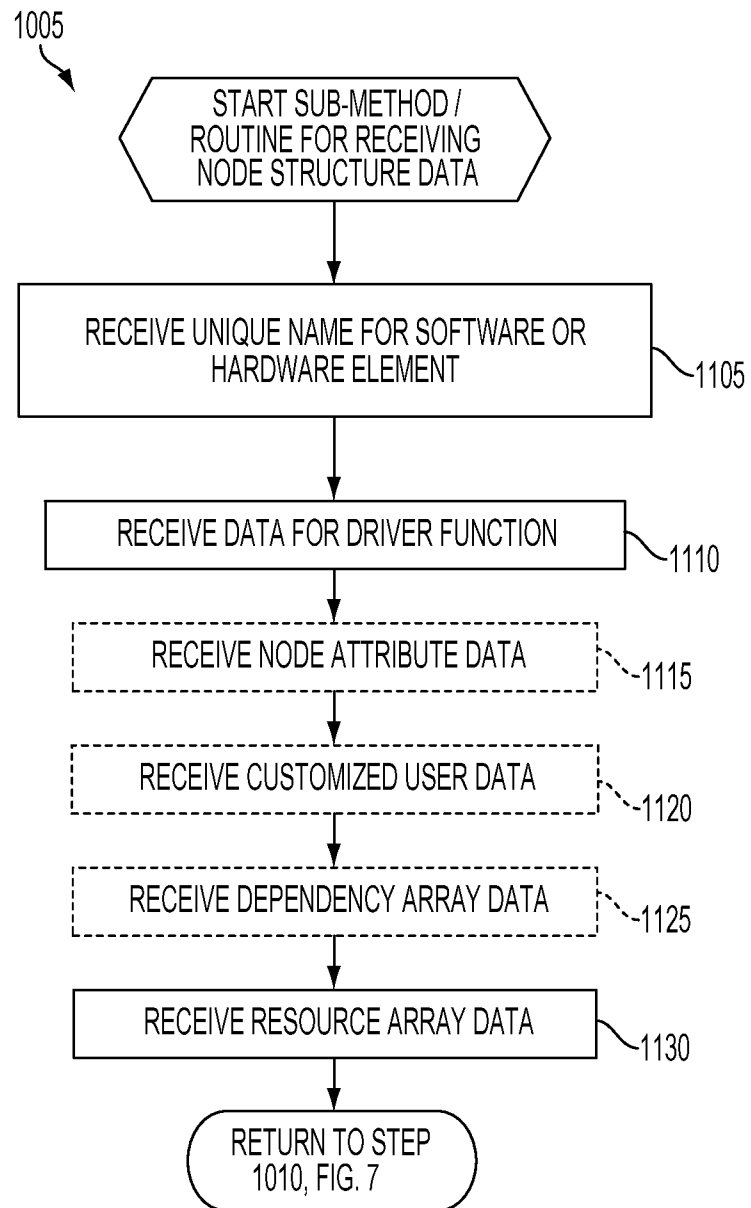 1005
START SUB-METHOD /
ROUTINE FOR RECEIVING
NODE STRUCTURE DATA
RECEIVE UNIQUE NAME FOR SOFTWARE OR
HARDWARE ELEMENT
1105
RECEIVE DATA FOR DRIVER FUNCTION
1110
RECEIVE NODE ATTRIBUTE DATA
1115
RECEIVE CUSTOMIZED USER DATA
1120
RECEIVE DEPENDENCY ARRAY DATA
1125
RECEIVE RESOURCE ARRAY DATA
1130
RETURN TO STEP
1010, FIG. 7